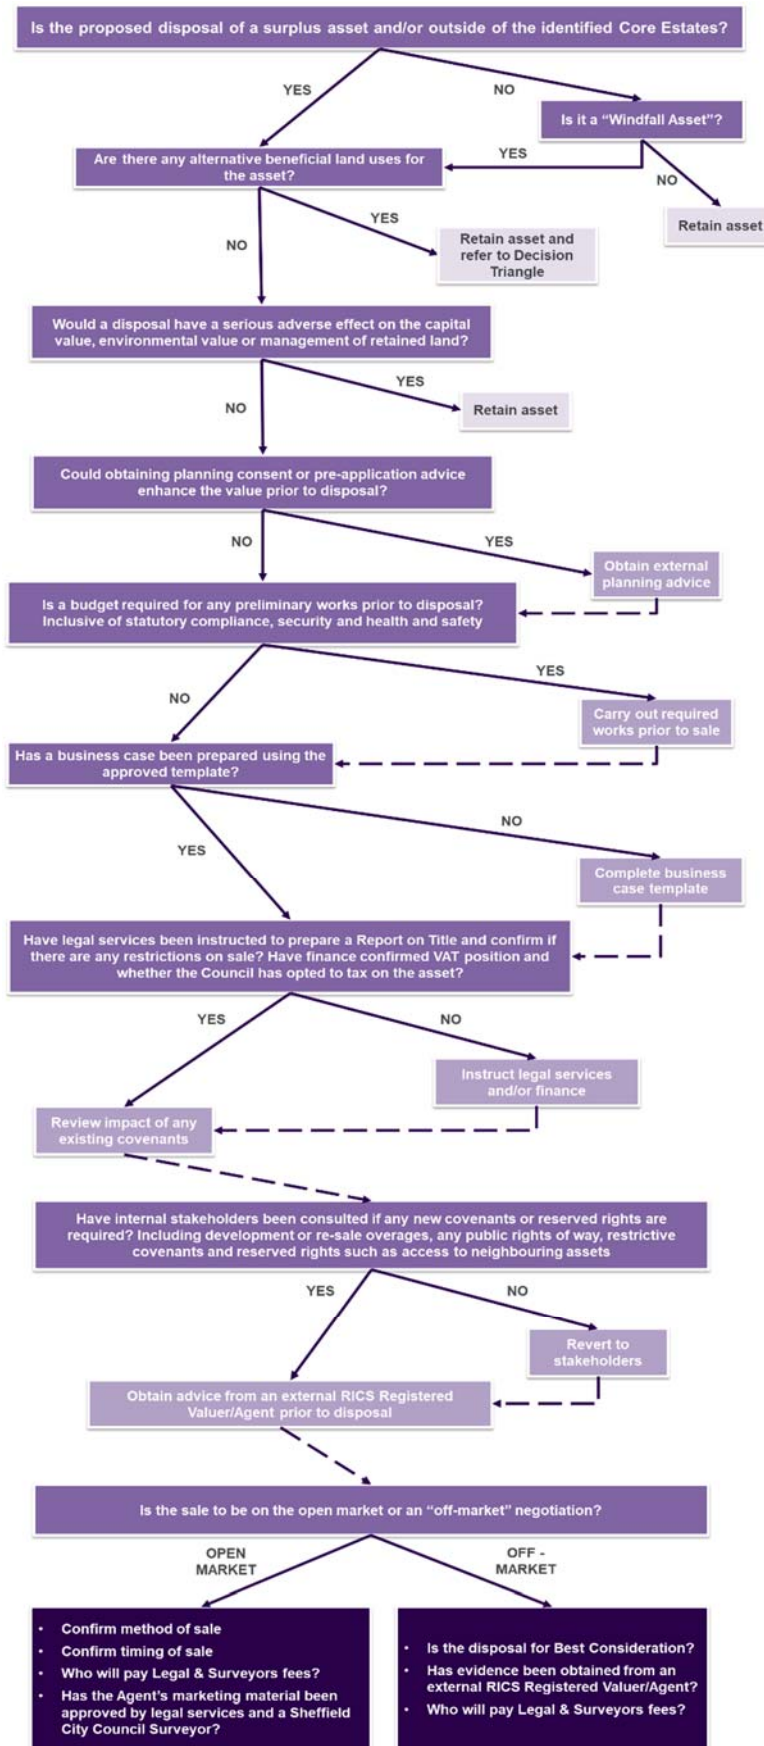 Is the proposed disposal of a surplus asset and/or outside of the identified Core Estates?
YES
NO
Is it a “Windfall Asset”?
Are there any alternative beneficial land uses for
the asset?
YES
NO
Retain asset
YES
NO
Retain asset and
refer to Decision
Triangle
Would a disposal have a serious adverse effect on the capital
value, environmental value or management of retained land?
YES
NO
Retain asset
Could obtaining planning consent or pre-application advice
enhance the value prior to disposal?
NO
YES
Obtain external
planning advice
Is a budget required for any preliminary works prior to disposal?
Inclusive of statutory compliance, security and health and safety
YES
NO
Carry out required
works prior to sale
Has a business case been prepared using the
approved template?
NO
YES
Complete business
case template
Have legal services been instructed to prepare a Report on Title and confirm if
there are any restrictions on sale? Have finance confirmed VAT position and
whether the Council has opted to tax on the asset?
YES
NO
Instruct legal services
and/or finance
Review impact of any
existing covenants
Have internal stakeholders been consulted if any new covenants or reserved rights are
required? Including development or re-sale overages, any public rights of way, restrictive
covenants and reserved rights such as access to neighbouring assets
YES
NO
Revert to
stakeholders
Obtain advice from an external RICS Registered
Valuer/Agent prior to disposal
Is the sale to be on the open market or an “off-market” negotiation?
OPEN
MARKET
OFF -
MARKET
• Confirm method of sale
• Confirm timing of sale
• Who will pay Legal & Surveyors fees?
• Has the Agent’s marketing material been
approved by legal services and a Sheffield
City Council Surveyor?
• Is the disposal for Best Consideration?
• Has evidence been obtained from an
external RICS Registered Valuer/Agent?
• Who will pay Legal & Surveyors fees?